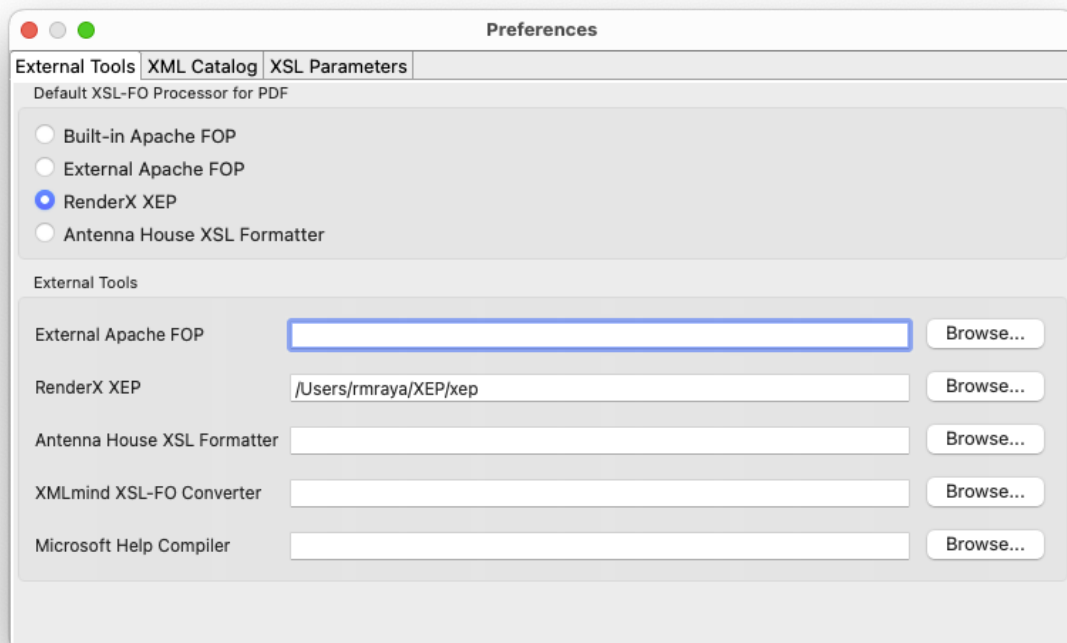 Preferences
External Tools XML Catalog XSL Parameters
Default XSL-FO Processor for PDF
Built-in Apache FOP
External Apache FOP
RenderX XEP
Antenna House XSL Formatter
External Tools
External Apache FOP Browse...
RenderX XEP /Users/rmraya/XEP/xep Browse...
Antenna House XSL Formatter Browse...
XMLmind XSL-FO Converter Browse...
Microsoft Help Compiler Browse...